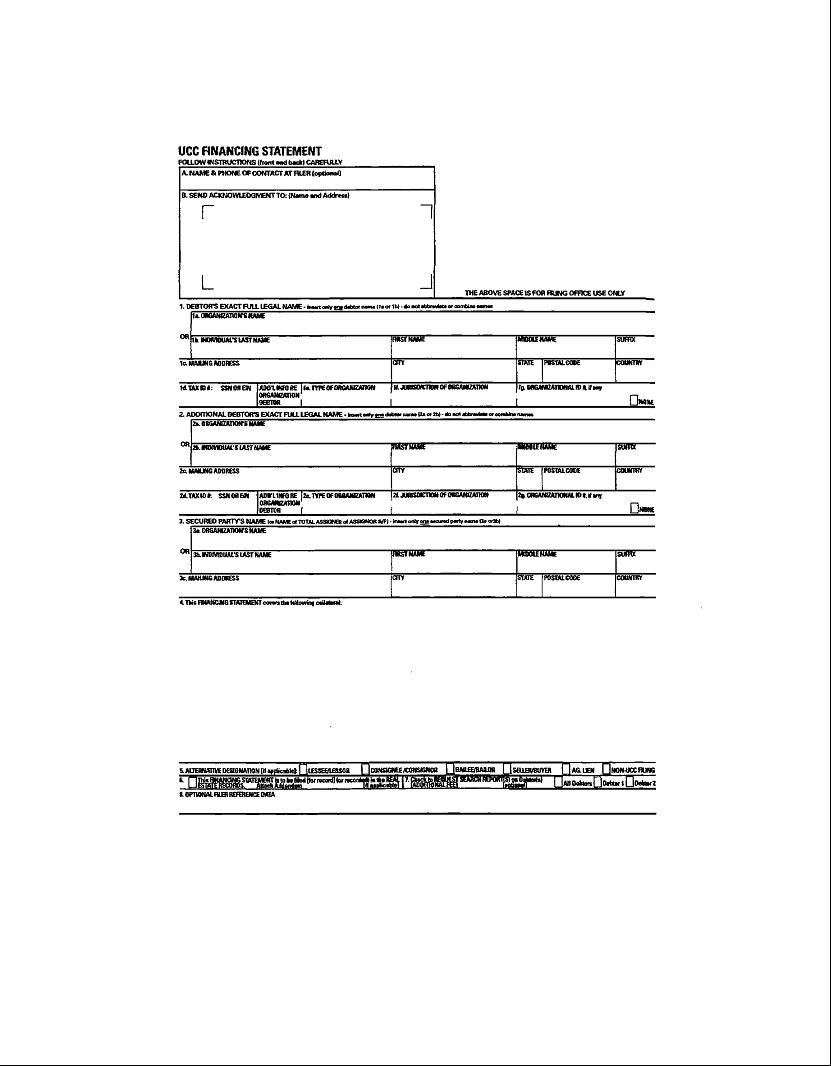 UCC FINANCING STATEMENT
FOLLOW INSTRUCTIONS (front and back) CAREFULLY
A. NAME & PHONE OF CONTACT AT FILER (optional)
B. SEND ACKNOWLEDGMENT TO: (Name and Address)
THE ABOVE SPACE IS FOR FILING OFFICE USE ONLY
1. DEBTOR'S EXACT FULL LEGAL NAME - insert only one debtor name (1a or 1b) - do not abbreviate or combine names
1a. ORGANIZATION'S NAME
OR
1b. INDIVIDUAL'S LAST NAME FIRST NAME MIDDLE NAME SUFFIX
1c. MAILING ADDRESS CITY STATE POSTAL CODE COUNTRY
1d. TAX ID #: SSN OR EIN ADD'L INFO RE ORGANIZATION DEBTOR TYPE OF ORGANIZATION JURISDICTION OF ORGANIZATION ORGANIZATIONAL ID #, if any NONE
2. ADDITIONAL DEBTOR'S EXACT FULL LEGAL NAME - insert only one debtor name (2a or 2b) - do not abbreviate or combine names
2a. ORGANIZATION'S NAME
OR
2b. INDIVIDUAL'S LAST NAME FIRST NAME MIDDLE NAME SUFFIX
2c. MAILING ADDRESS CITY STATE POSTAL CODE COUNTRY
2d. TAX ID #: SSN OR EIN ADD'L INFO RE ORGANIZATION DEBTOR 2e. TYPE OF ORGANIZATION 2f. JURISDICTION OF ORGANIZATION 2g. ORGANIZATIONAL ID #, if any NONE
3. SECURED PARTY'S NAME (or NAME of TOTAL ASSIGNEE of ASSIGNOR S/P) - insert only one secured party name (3a or 3b)
3a. ORGANIZATION'S NAME
OR
3b. INDIVIDUAL'S LAST NAME FIRST NAME MIDDLE NAME SUFFIX
3c. MAILING ADDRESS CITY STATE POSTAL CODE COUNTRY
4. This FINANCING STATEMENT covers the following collateral:
5. ALTERNATIVE DESIGNATION [if applicable]: LESSEE/LESSOR CONSIGNEE/CONSIGNOR BAILEE/BAILOR SELLER/BUYER AG. LIEN NON-UCC FILING
6. This FINANCING STATEMENT is to be filed [for record] (or recorded) in the REAL ESTATE RECORDS. Attach Addendum [if applicable] 7. Check to REQUEST SEARCH REPORT(S) on Debtor(s) [ADDITIONAL FEE] [optional] All Debtors Debtor 1 Debtor 2
8. OPTIONAL FILER REFERENCE DATA